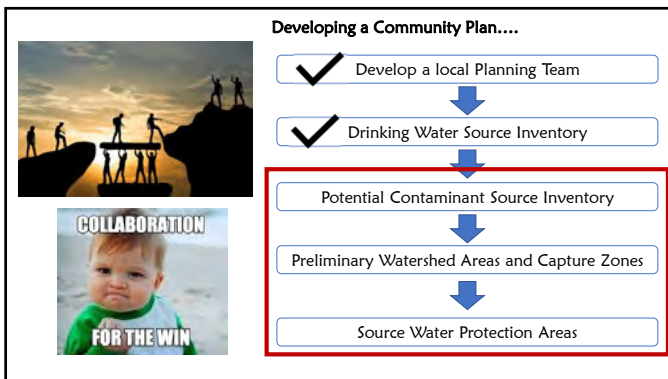 Developing a Community Plan....
Develop a local Planning Team
Drinking Water Source Inventory
Potential Contaminant Source Inventory
Preliminary Watershed Areas and Capture Zones
Source Water Protection Areas
COLLABORATION
FOR THE WIN